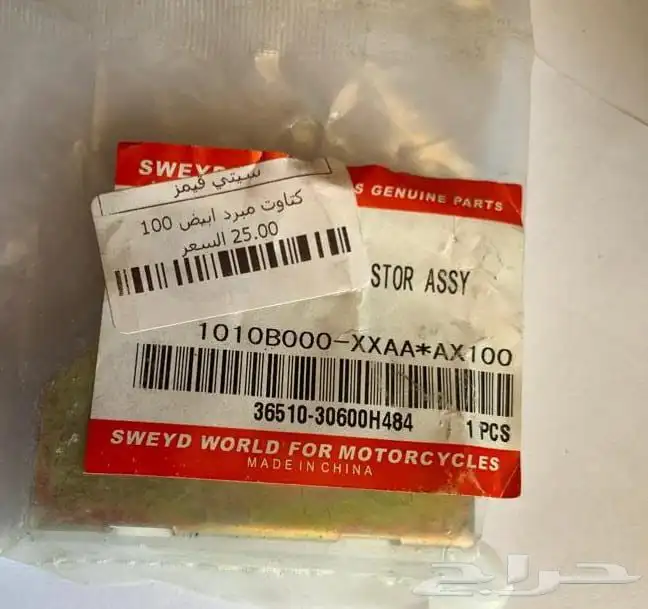 SWEYD
S GENUINE PARTS
سيتي فيمز
كتاوت مبرد ابيض 100
25.00 السعر
STOR ASSY
1010B000-XXAA*AX100
36510-30600H484
1 PCS
SWEYD WORLD FOR MOTORCYCLES
MADE IN CHINA
حراج